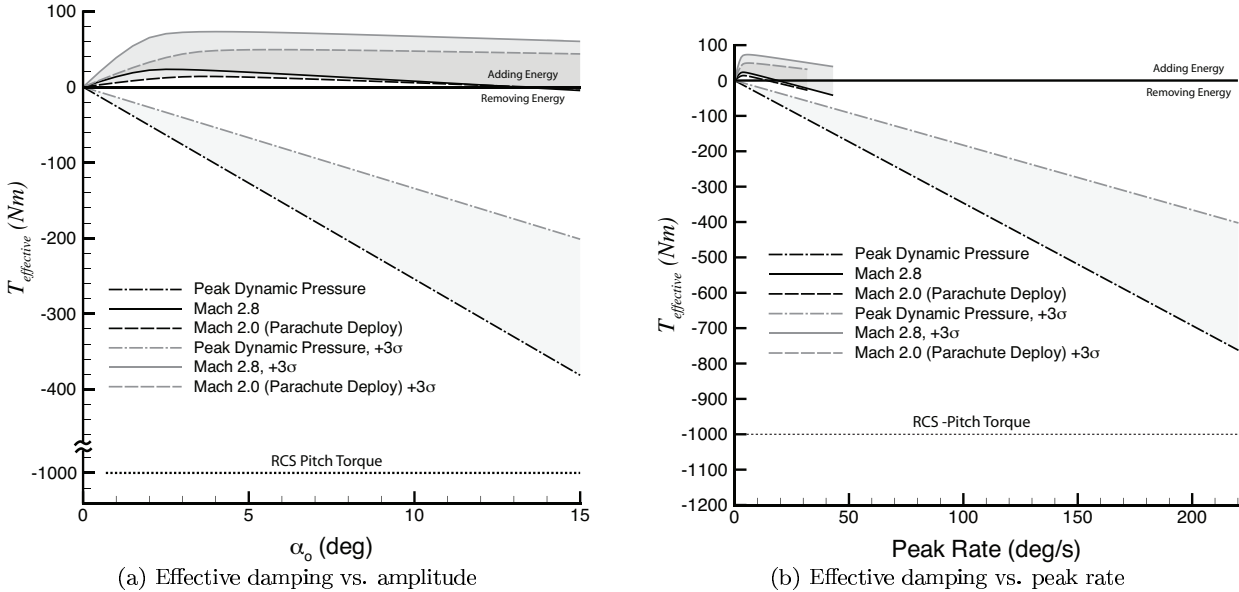 100
0
-100
-200
-300
-400
-1000
T effective (Nm)
Adding Energy
Removing Energy
Peak Dynamic Pressure
Mach 2.8
Mach 2.0 (Parachute Deploy)
Peak Dynamic Pressure, +3σ
Mach 2.8, +3σ
Mach 2.0 (Parachute Deploy) +3σ
RCS Pitch Torque
0 5 10 15
αo (deg)
(a) Effective damping vs. amplitude
100
0
-100
-200
-300
-400
-500
-600
-700
-800
-900
-1000
-1100
-1200
T effective (Nm)
Adding Energy
Removing Energy
Peak Dynamic Pressure
Mach 2.8
Mach 2.0 (Parachute Deploy)
Peak Dynamic Pressure, +3σ
Mach 2.8, +3σ
Mach 2.0 (Parachute Deploy) +3σ
RCS -Pitch Torque
0 50 100 150 200
Peak Rate (deg/s)
(b) Effective damping vs. peak rate